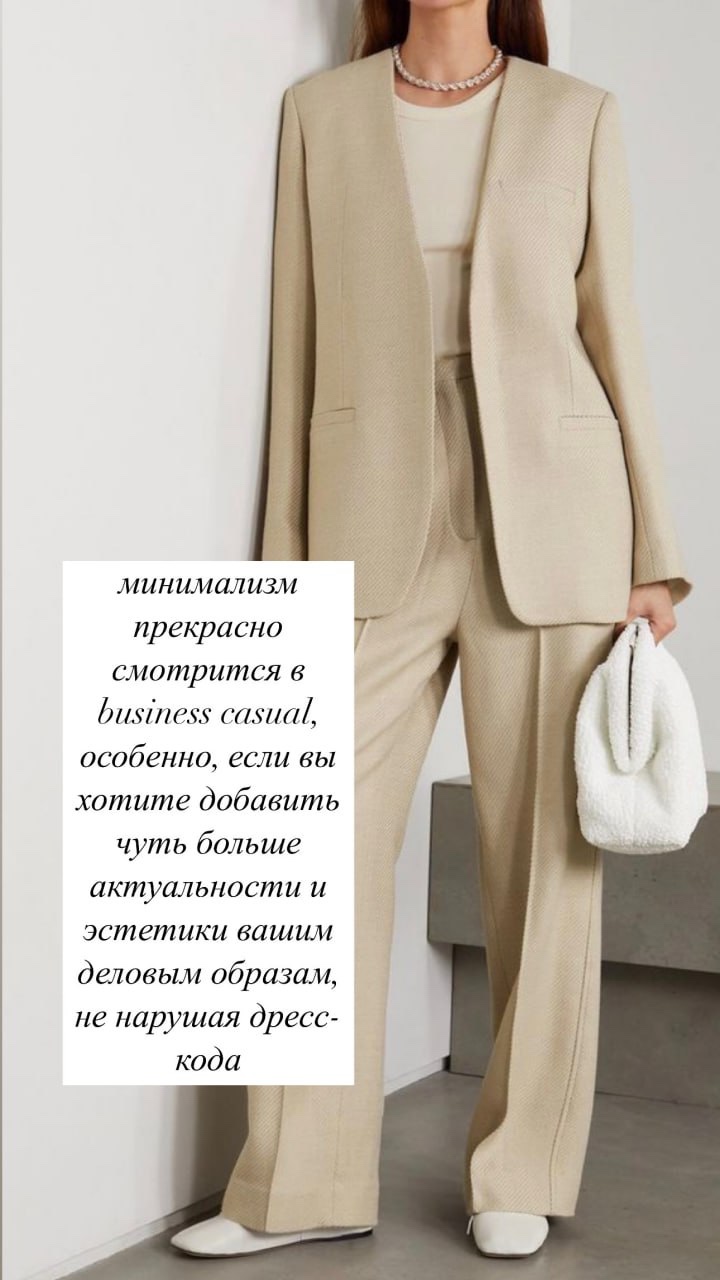 минимализм
прекрасно
смотрится в
business casual,
особенно, если вы
хотите добавить
чуть больше
актуальности и
эстетики вашим
деловым образам,
не нарушая дресс-
кода